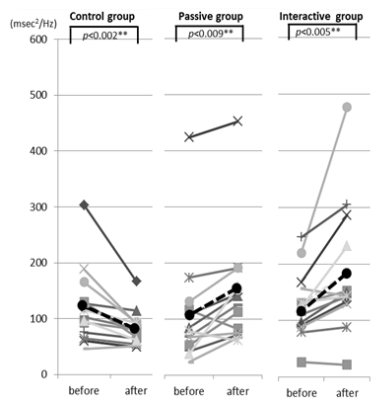 Control group Passive group Interactive group
(msec²/Hz)
p<0.002** p<0.009** p<0.005**
600
500
400
300
200
100
0
before after before after before after